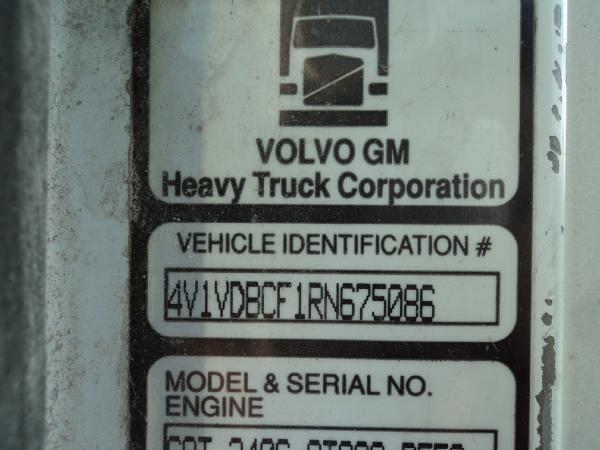 VOLVO GM
Heavy Truck Corporation
VEHICLE IDENTIFICATION #
4V1VDBCF1RN675086
MODEL & SERIAL NO.
ENGINE